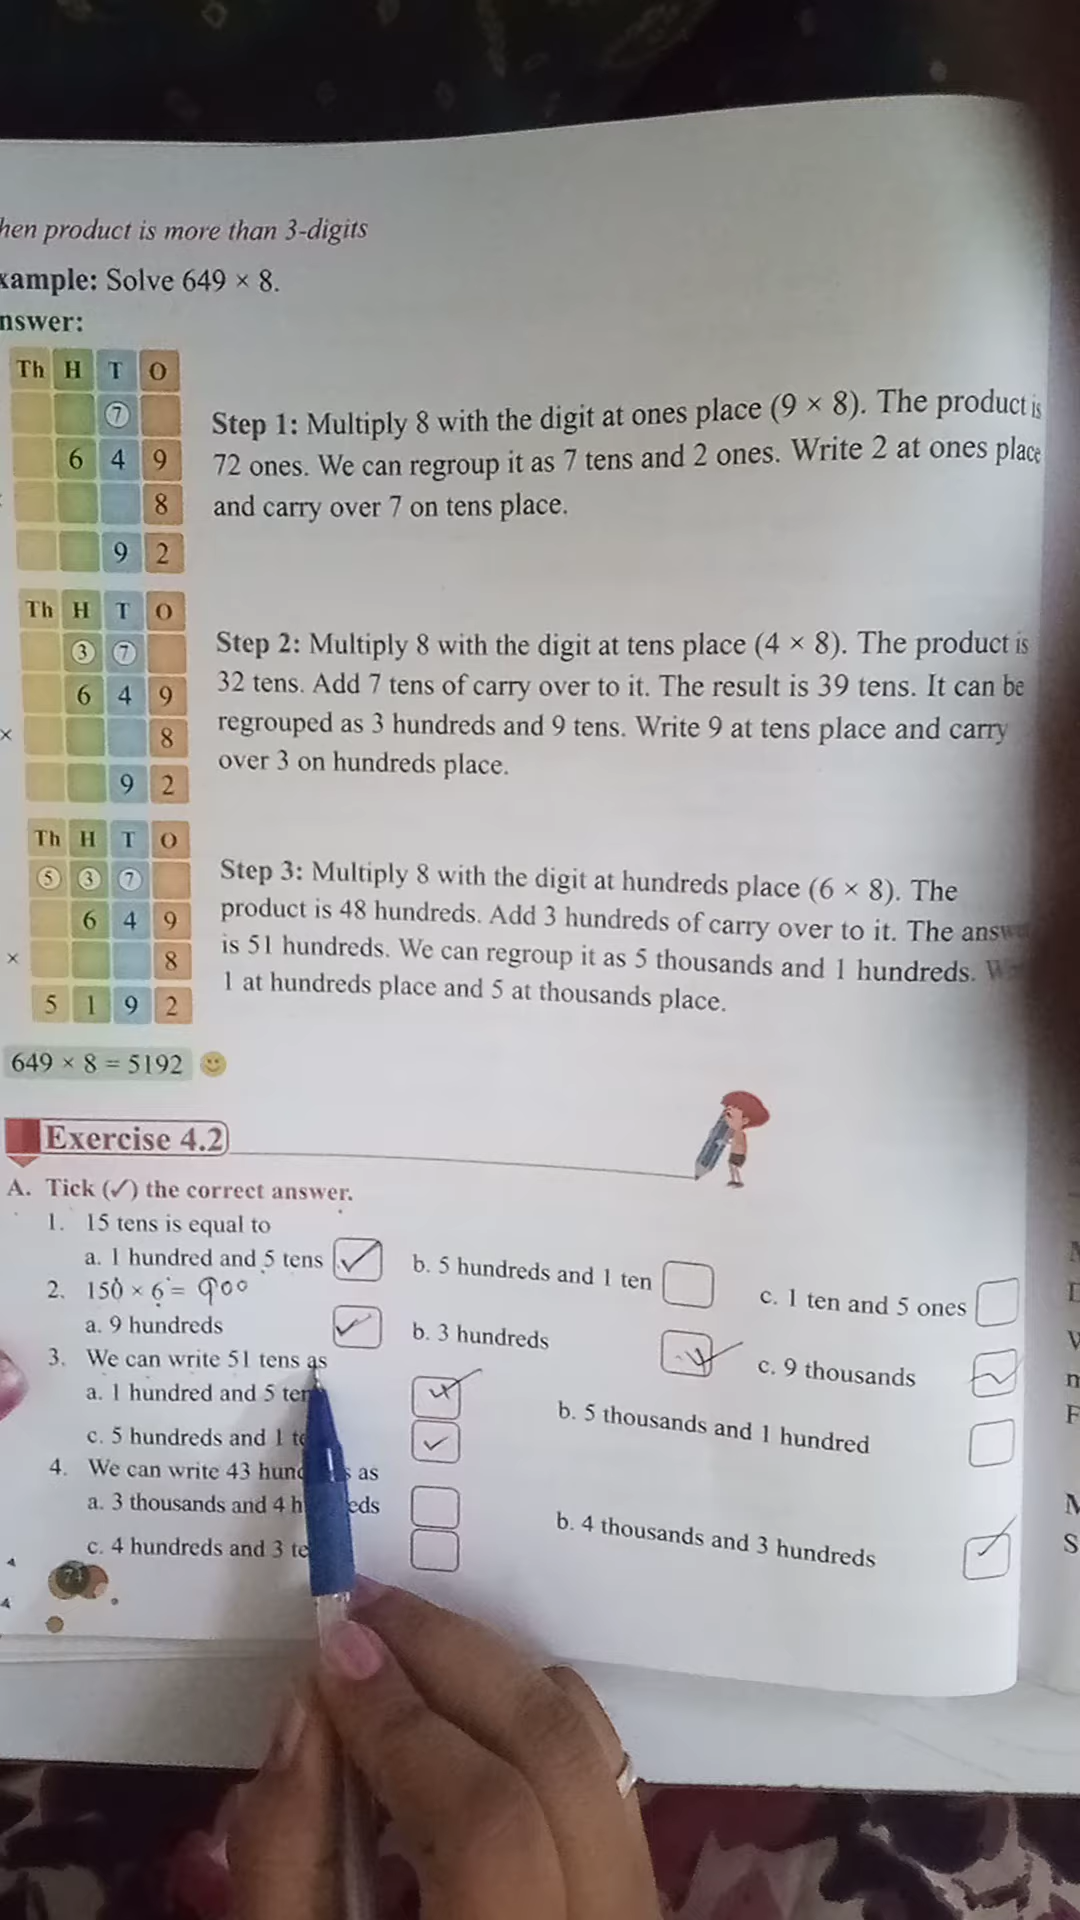 hen product is more than 3-digits
xample: Solve 649 × 8.
nswer:
Th H T O
7
6 4 9
8
9 2
Step 1: Multiply 8 with the digit at ones place (9 × 8). The product is
72 ones. We can regroup it as 7 tens and 2 ones. Write 2 at ones place
and carry over 7 on tens place.
Th H T O
3 7
6 4 9
× 8
9 2
Step 2: Multiply 8 with the digit at tens place (4 × 8). The product is
32 tens. Add 7 tens of carry over to it. The result is 39 tens. It can be
regrouped as 3 hundreds and 9 tens. Write 9 at tens place and carry
over 3 on hundreds place.
Th H T O
5 3 7
6 4 9
× 8
5 1 9 2
Step 3: Multiply 8 with the digit at hundreds place (6 × 8). The
product is 48 hundreds. Add 3 hundreds of carry over to it. The answ
is 51 hundreds. We can regroup it as 5 thousands and 1 hundreds. W
1 at hundreds place and 5 at thousands place.
649 × 8 = 5192
Exercise 4.2
A. Tick (✓) the correct answer.
1. 15 tens is equal to
a. 1 hundred and 5 tens ✓ b. 5 hundreds and 1 ten c. 1 ten and 5 ones
2. 150 × 6 = 900
a. 9 hundreds ✓ b. 3 hundreds c. 9 thousands
3. We can write 51 tens as
a. 1 hundred and 5 ten b. 5 thousands and 1 hundred
c. 5 hundreds and 1 te ✓
4. We can write 43 hund s as
a. 3 thousands and 4 h eds b. 4 thousands and 3 hundreds ✓
c. 4 hundreds and 3 te
74